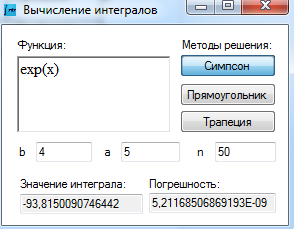 Вычисление интегралов
Функция:
Методы решения:
exp(x)
Симпсон
Прямоугольник
Трапеция
b 4 a 5 n 50
Значение интеграла: Погрешность:
-93,8150090746442 5,21168506869193E-09